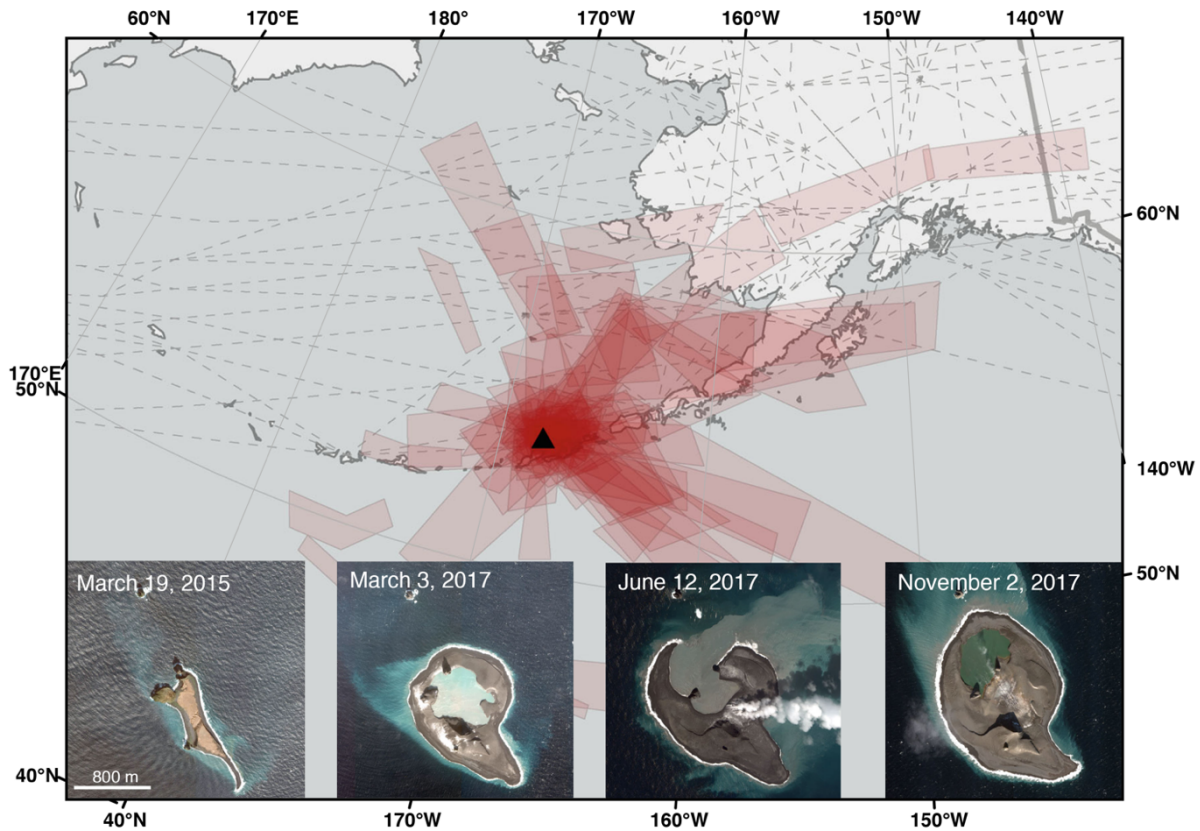 60°N 170°E 180° 170°W 160°W 150°W 140°W
60°N
170°E
50°N
140°W
50°N
March 19, 2015 March 3, 2017 June 12, 2017 November 2, 2017
800 m
40°N
40°N 170°W 160°W 150°W